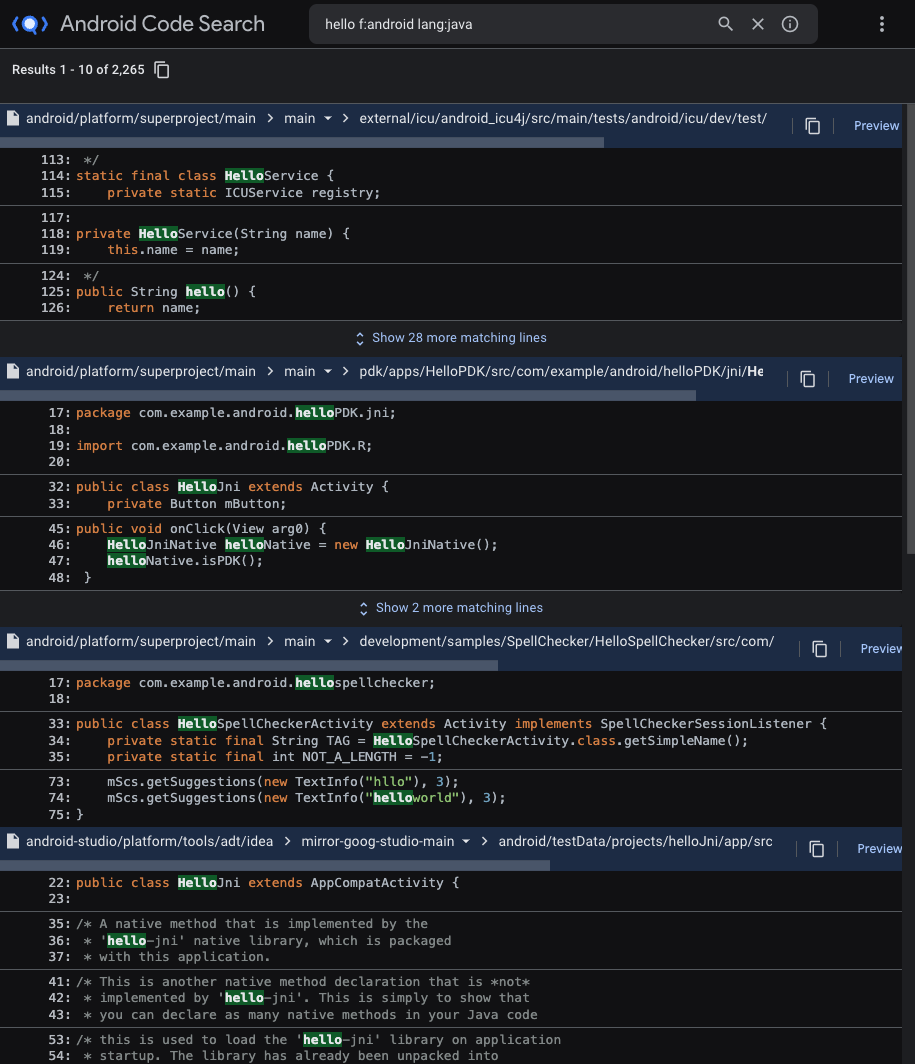 Android Code Search
hello f:android lang:java
Results 1 - 10 of 2,265
android/platform/superproject/main > main > external/icu/android_icu4j/src/main/tests/android/icu/dev/test/ Preview
113: */
114: static final class HelloService {
115: private static ICUService registry;
117:
118: private HelloService(String name) {
119: this.name = name;
124: */
125: public String hello() {
126: return name;
Show 28 more matching lines
android/platform/superproject/main > main > pdk/apps/HelloPDK/src/com/example/android/helloPDK/jni/He Preview
17: package com.example.android.helloPDK.jni;
18:
19: import com.example.android.helloPDK.R;
20:
32: public class HelloJni extends Activity {
33: private Button mButton;
45: public void onClick(View arg0) {
46: HelloJniNative helloNative = new HelloJniNative();
47: helloNative.isPDK();
48: }
Show 2 more matching lines
android/platform/superproject/main > main > development/samples/SpellChecker/HelloSpellChecker/src/com/ Preview
17: package com.example.android.hellospellchecker;
18:
33: public class HelloSpellCheckerActivity extends Activity implements SpellCheckerSessionListener {
34: private static final String TAG = HelloSpellCheckerActivity.class.getSimpleName();
35: private static final int NOT_A_LENGTH = -1;
73: mScs.getSuggestions(new TextInfo("hllo"), 3);
74: mScs.getSuggestions(new TextInfo("helloworld"), 3);
75: }
android-studio/platform/tools/adt/idea > mirror-goog-studio-main > android/testData/projects/helloJni/app/src Preview
22: public class HelloJni extends AppCompatActivity {
23:
35: /* A native method that is implemented by the
36: * 'hello-jni' native library, which is packaged
37: * with this application.
41: /* This is another native method declaration that is *not*
42: * implemented by 'hello-jni'. This is simply to show that
43: * you can declare as many native methods in your Java code
53: /* this is used to load the 'hello-jni' library on application
54: * startup. The library has already been unpacked into